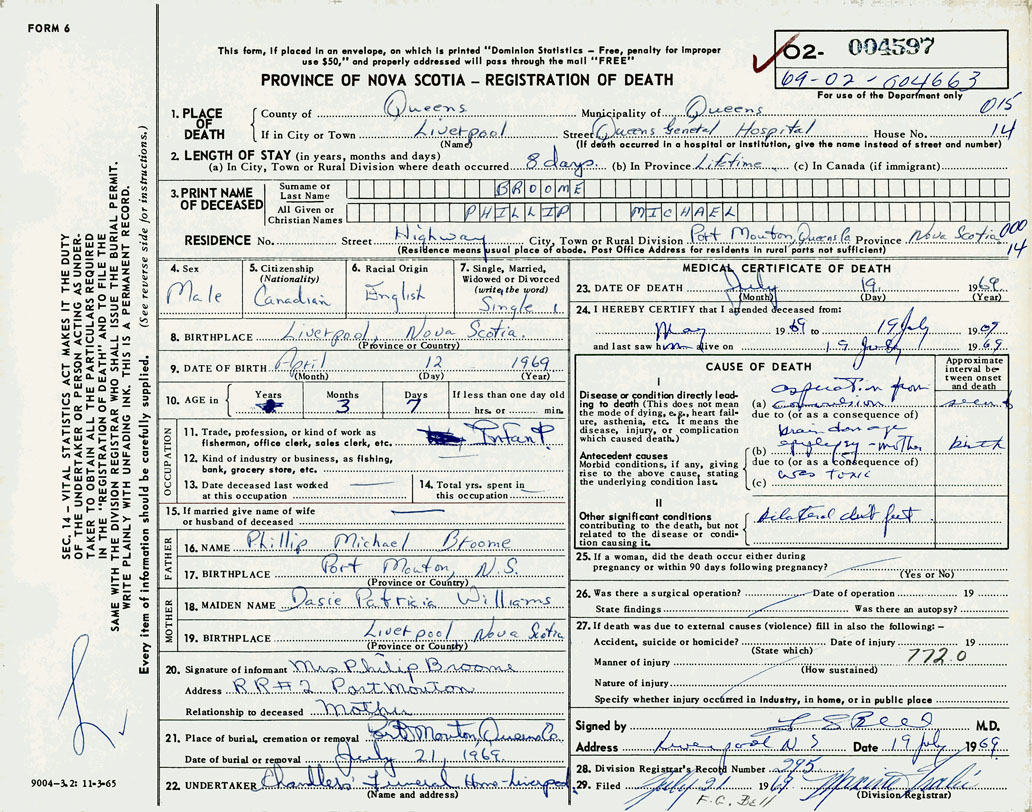 FORM 6
This form, if placed in an envelope, on which is printed "Dominion Statistics – Free, penalty for improper
use $50," and properly addressed will pass through the mail "FREE"
PROVINCE OF NOVA SCOTIA – REGISTRATION OF DEATH
02- 004597
69-02-004663
For use of the Department only
SEC. 14 – VITAL STATISTICS ACT MAKES IT THE DUTY
OF THE UNDERTAKER OR PERSON ACTING AS UNDER-
TAKER TO OBTAIN ALL THE PARTICULARS REQUIRED
IN THE "REGISTRATION OF DEATH" AND TO FILE THE
SAME WITH THE DIVISION REGISTRAR WHO SHALL ISSUE THE BURIAL PERMIT.
WRITE PLAINLY WITH UNFADING INK. THIS IS A PERMANENT RECORD.
Every item of information should be carefully supplied. (See reverse side for instructions.)
1. PLACE OF DEATH
County of Queens Municipality of Queens 015
If in City or Town Liverpool Street Queens General Hospital House No. 14
(Name) (If death occurred in a hospital or institution, give the name instead of street and number)
2. LENGTH OF STAY (in years, months and days)
(a) In City, Town or Rural Division where death occurred 8 days. (b) In Province Lifetime (c) In Canada (if immigrant)
3. PRINT NAME OF DECEASED
Surname or Last Name BROOME
All Given or Christian Names PHILLIP MICHAEL
RESIDENCE No. Street Highway City, Town or Rural Division Port Mouton, Queens Co Province Nova Scotia 000
(Residence means usual place of abode. Post Office Address for residents in rural parts not sufficient) 14
4. Sex Male
5. Citizenship (Nationality) Canadian
6. Racial Origin English
7. Single, Married, Widowed or Divorced (write the word) Single
8. BIRTHPLACE Liverpool, Nova Scotia.
(Province or Country)
9. DATE OF BIRTH April 12 1969
(Month) (Day) (Year)
10. AGE in Years Months 3 Days 7 If less than one day old hrs. or min.
OCCUPATION
11. Trade, profession, or kind of work as
fisherman, office clerk, sales clerk, etc. Infant
12. Kind of industry or business, as fishing,
bank, grocery store, etc.
13. Date deceased last worked
at this occupation
14. Total yrs. spent in
this occupation
15. If married give name of wife
or husband of deceased
FATHER
16. NAME Phillip Michael Broome
17. BIRTHPLACE Port Mouton, N.S.
(Province or Country)
MOTHER
18. MAIDEN NAME Dasie Patricia Williams
19. BIRTHPLACE Liverpool Nova Scotia
(Province or Country)
20. Signature of informant Mrs Philip Broome
Address RR#2 Port Mouton
Relationship to deceased Mother
21. Place of burial, cremation or removal Port Mouton, Queens Co
Date of burial or removal July 21, 1969.
22. UNDERTAKER Chandlers' Funeral Home-Liverpool
(Name and address)
9004–3.2: 11-3-65
MEDICAL CERTIFICATE OF DEATH
23. DATE OF DEATH July 19. 1969.
(Month) (Day) (Year)
24. I HEREBY CERTIFY that I attended deceased from:
May 1969 to 19 July 1969
and last saw him alive on 19 July 1969.
CAUSE OF DEATH
Approximate interval between onset and death
I
Disease or condition directly lead-
ing to death (This does not mean
the mode of dying, e.g., heart fail-
ure, asthenia, etc. It means the
disease, injury, or complication
which caused death.)
aspiration from
(a) convulsion
due to (or as a consequence of)
brain damage
Antecedent causes
Morbid conditions, if any, giving
rise to the above cause, stating
the underlying condition last.
(b) epilepsy - mother birth
due to (or as a consequence of)
was toxic
(c)
II
Other significant conditions
contributing to the death, but not
related to the disease or condi-
tion causing it.
bilateral club feet
25. If a woman, did the death occur either during
pregnancy or within 90 days following pregnancy?
(Yes or No)
26. Was there a surgical operation? Date of operation 19
State findings Was there an autopsy?
27. If death was due to external causes (violence) fill in also the following: –
Accident, suicide or homicide? Date of injury 19
(State which) 772.0
Manner of injury
(How sustained)
Nature of injury
Specify whether injury occurred in industry, in home, or in public place
Signed by M.D.
Address Liverpool N S Date 19 July 1969.
28. Division Registrar's Record Number 295
29. Filed July 21 1969
(Division Registrar)
F.C. Bell